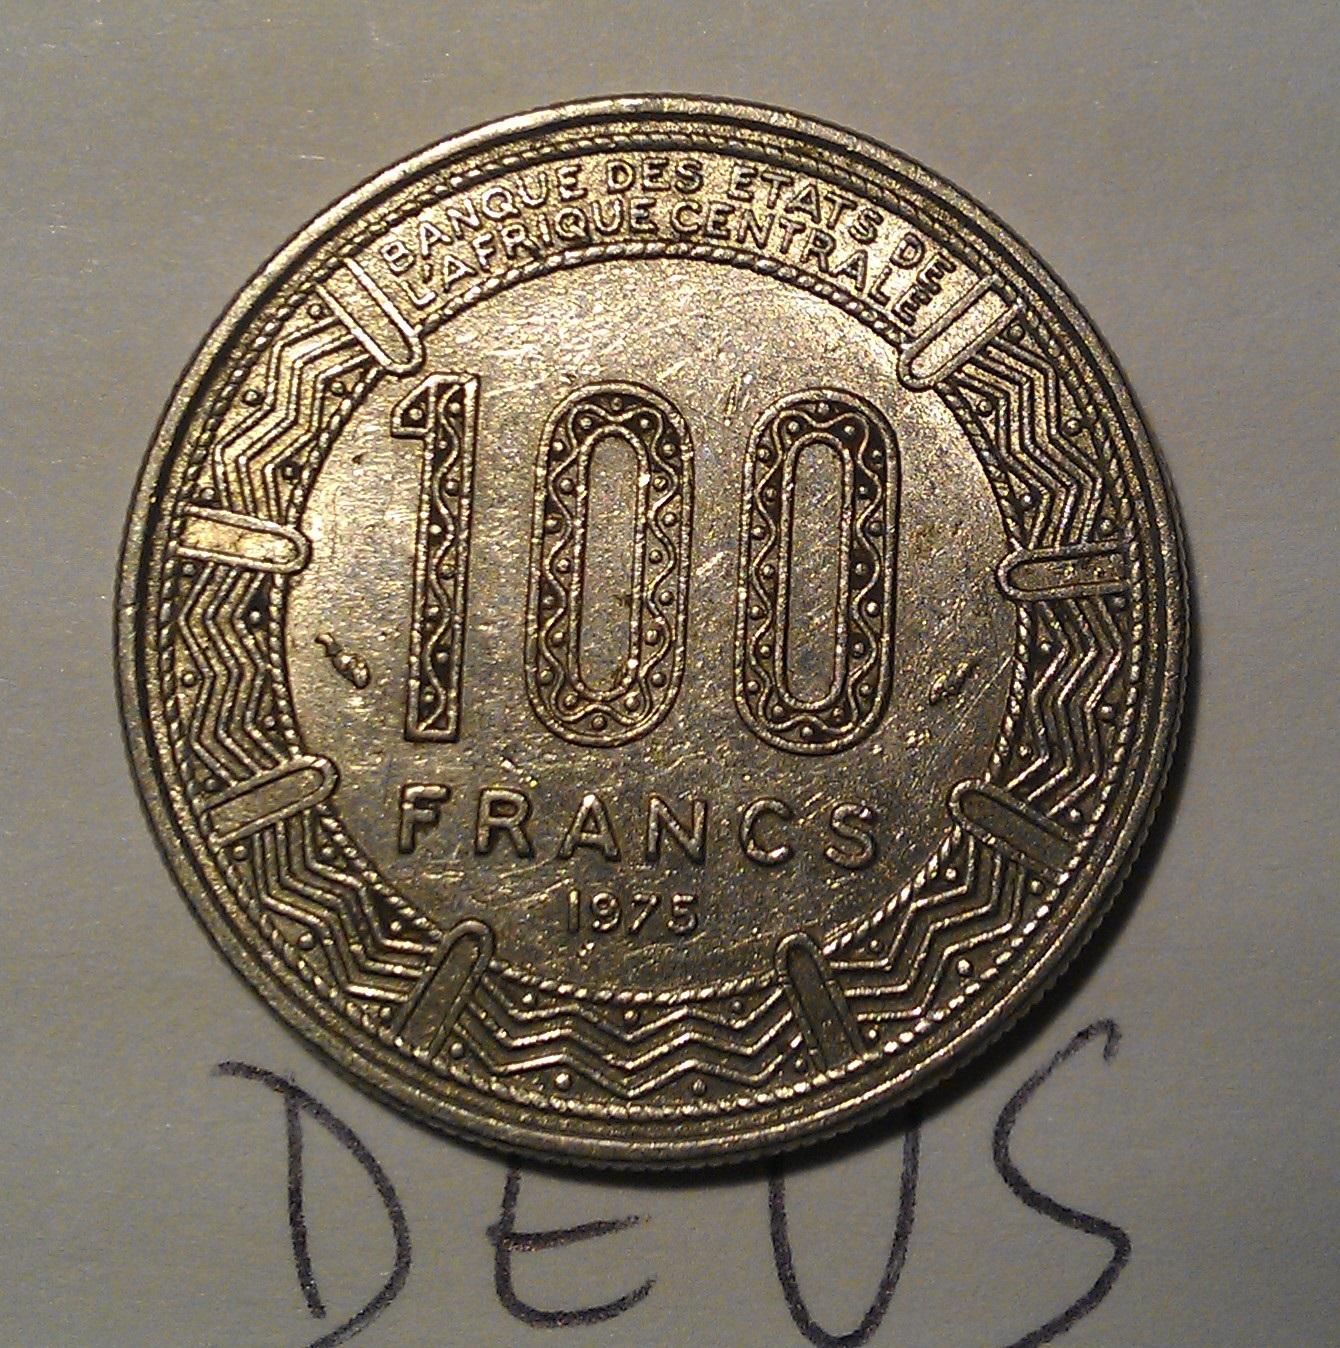 BANQUE DES ETATS DE
L'AFRIQUE CENTRALE
100
FRANCS
1975
DEUS